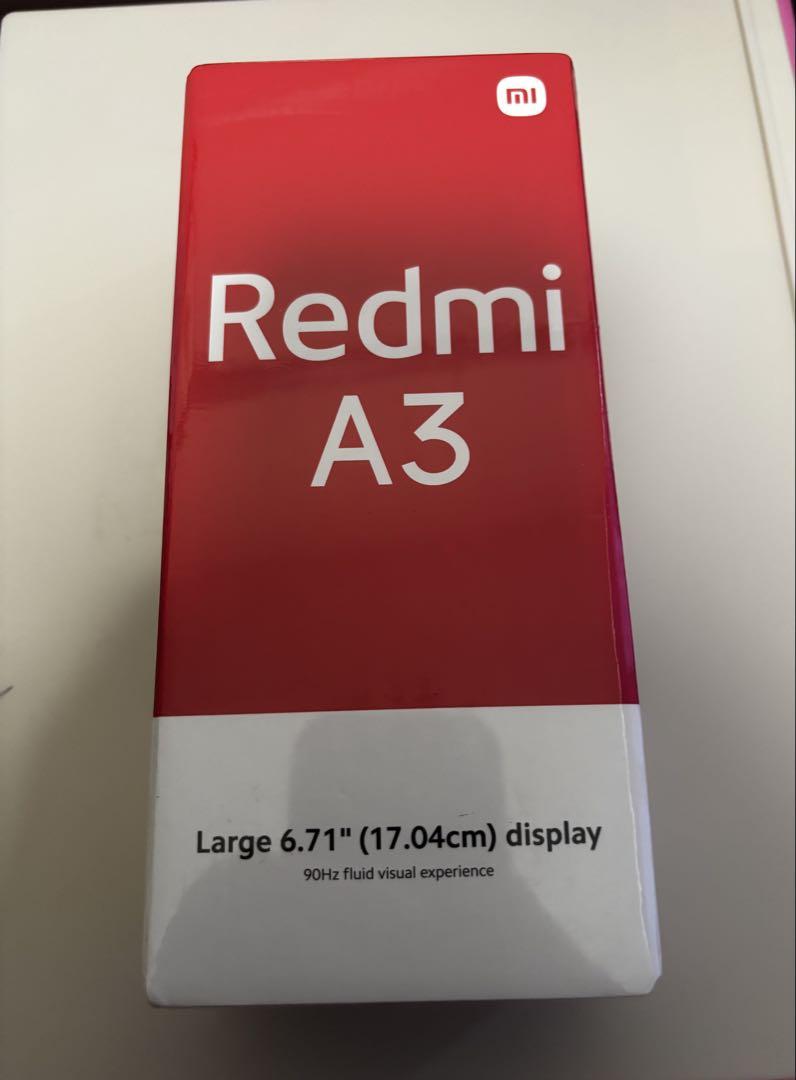 mi
Redmi
A3
Large 6.71" (17.04cm) display
90Hz fluid visual experience